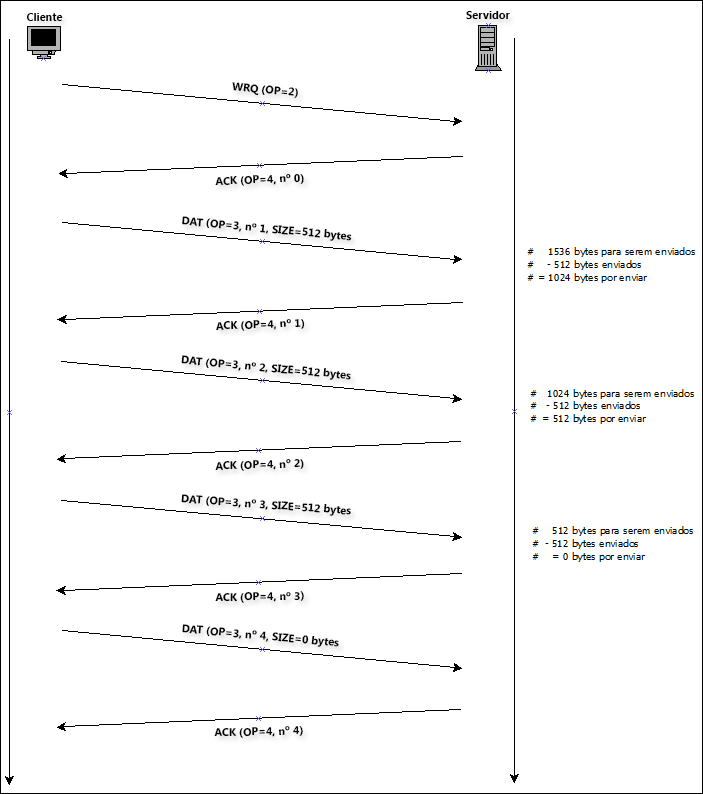 Cliente
Servidor
WRQ (OP=2)
ACK (OP=4, nº 0)
DAT (OP=3, nº 1, SIZE=512 bytes
# 1536 bytes para serem enviados
# - 512 bytes enviados
# = 1024 bytes por enviar
ACK (OP=4, nº 1)
DAT (OP=3, nº 2, SIZE=512 bytes
# 1024 bytes para serem enviados
# - 512 bytes enviados
# = 512 bytes por enviar
ACK (OP=4, nº 2)
DAT (OP=3, nº 3, SIZE=512 bytes
# 512 bytes para serem enviados
# - 512 bytes enviados
# = 0 bytes por enviar
ACK (OP=4, nº 3)
DAT (OP=3, nº 4, SIZE=0 bytes
ACK (OP=4, nº 4)